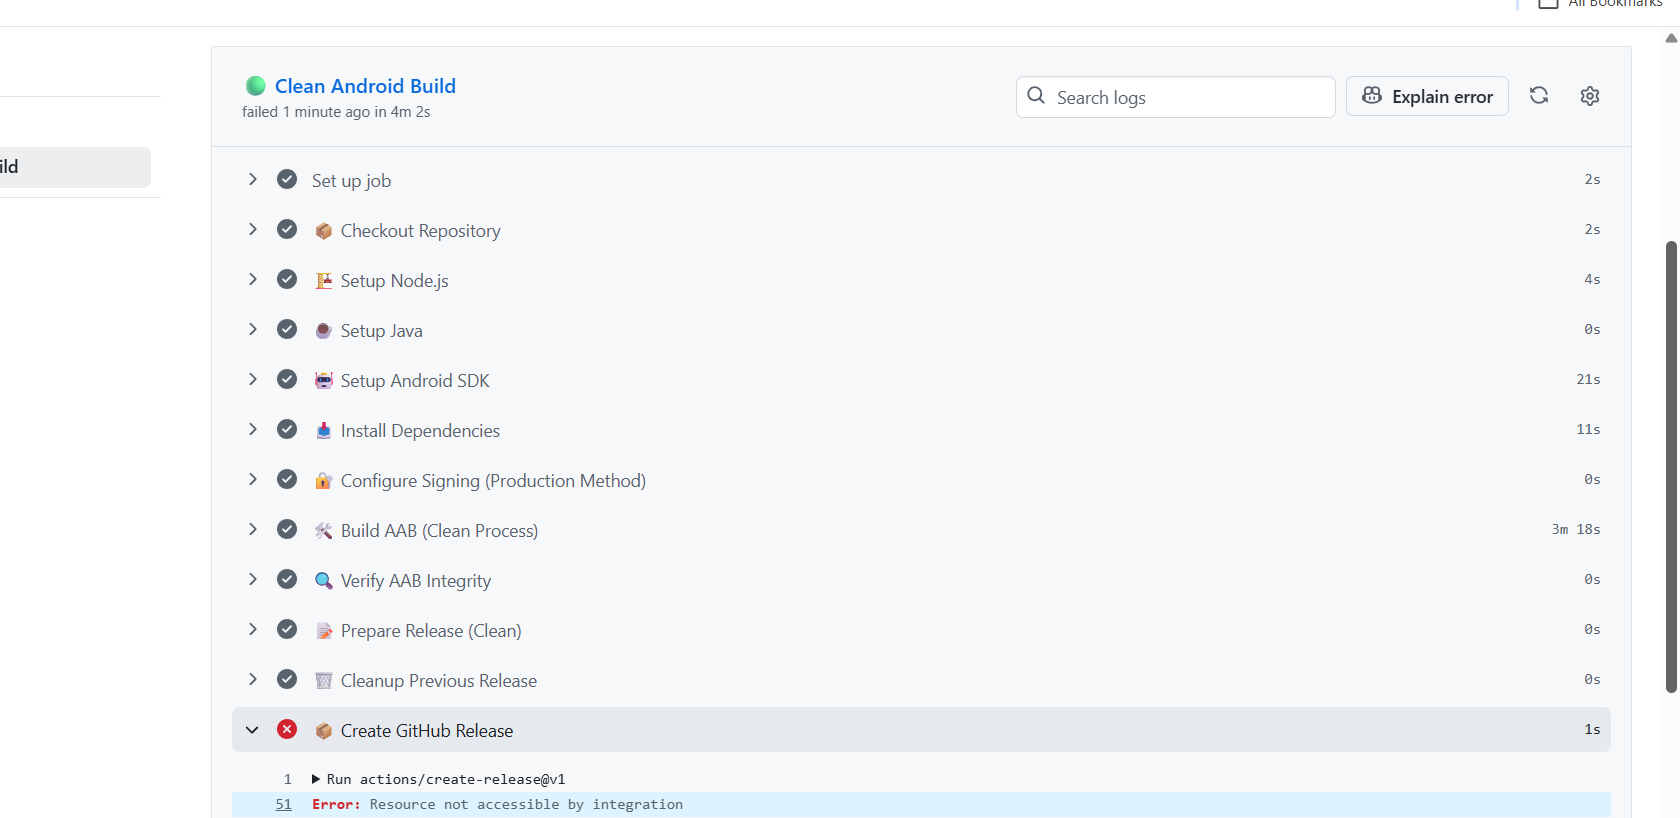 All Bookmarks
Clean Android Build
failed 1 minute ago in 4m 2s
Search logs
Explain error
ild
Set up job 2s
Checkout Repository 2s
Setup Node.js 4s
Setup Java 0s
Setup Android SDK 21s
Install Dependencies 11s
Configure Signing (Production Method) 0s
Build AAB (Clean Process) 3m 18s
Verify AAB Integrity 0s
Prepare Release (Clean) 0s
Cleanup Previous Release 0s
Create GitHub Release 1s
1 Run actions/create-release@v1
51 Error: Resource not accessible by integration